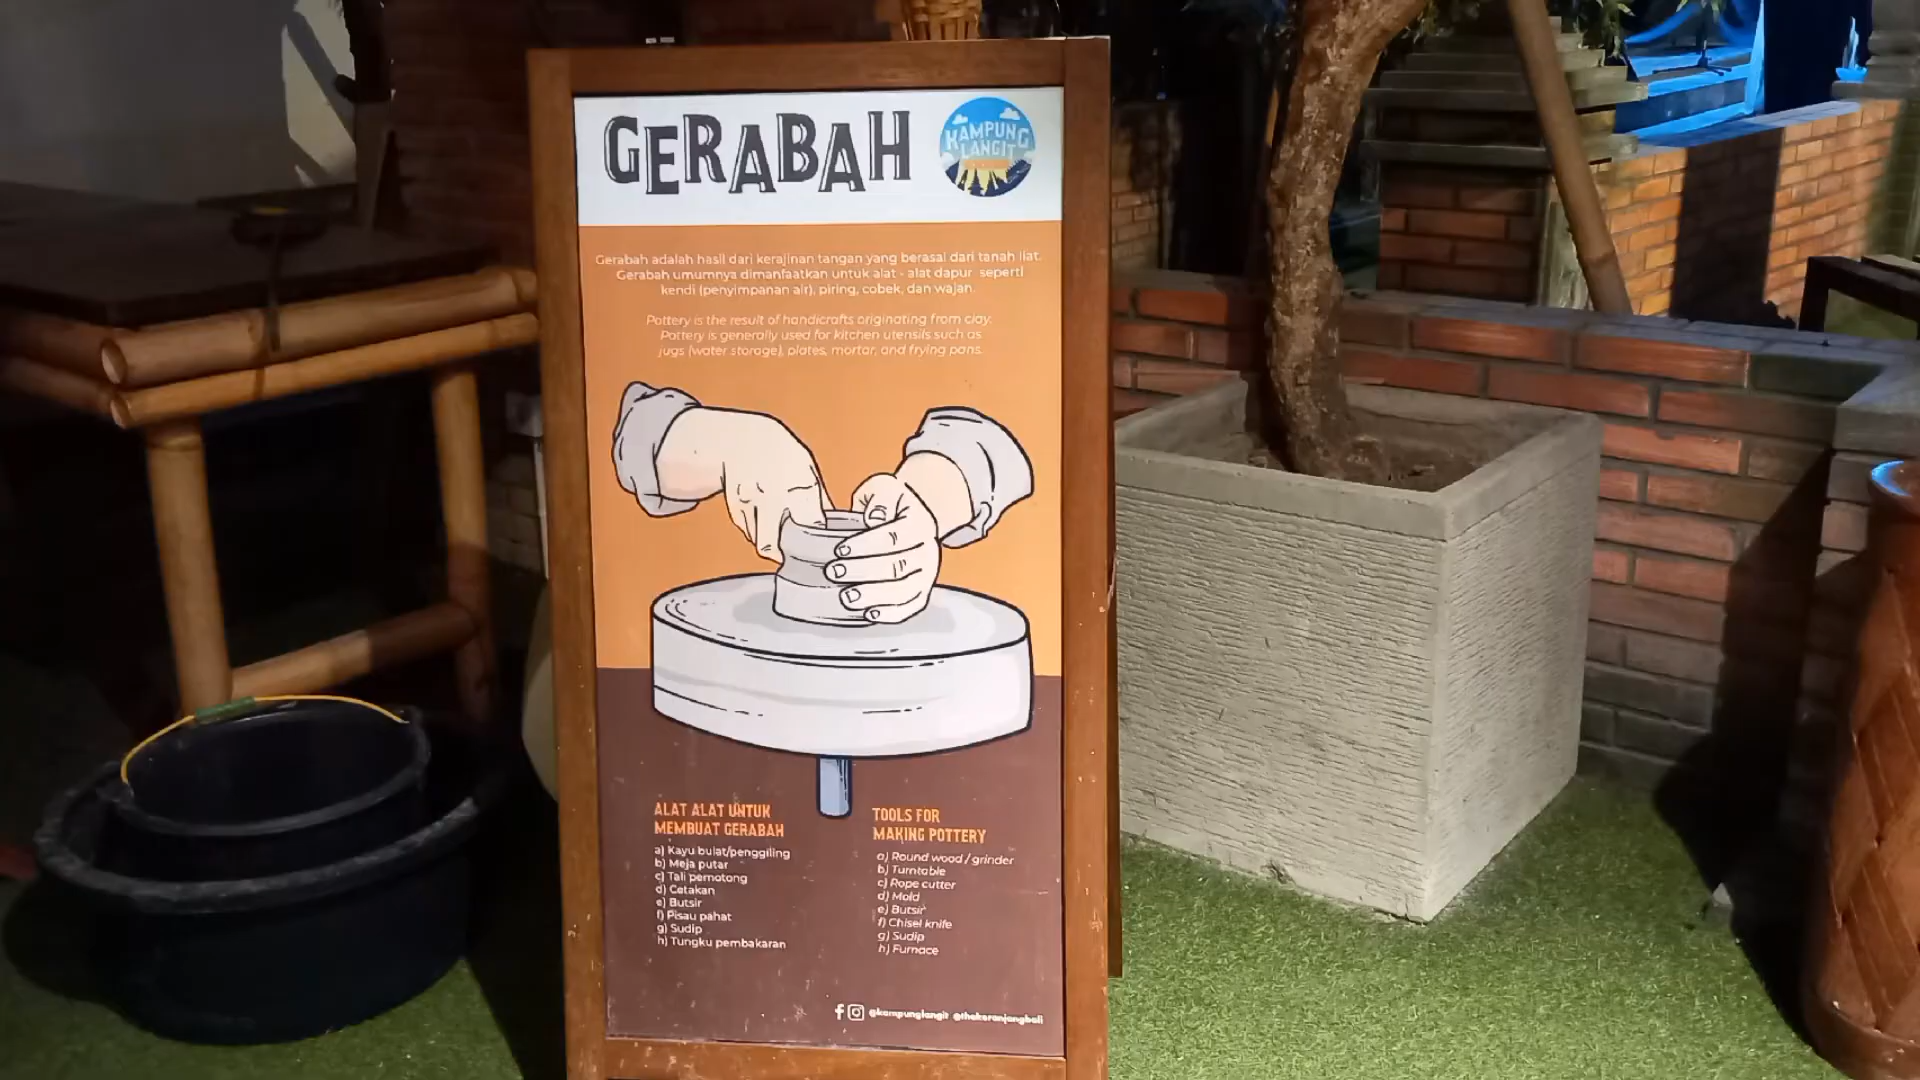 GERABAH
KAMPUNG
LANGIT
Gerabah adalah hasil dari kerajinan tangan yang berasal dari tanah liat.
Gerabah umumnya dimanfaatkan untuk alat - alat dapur seperti
kendi (penyimpanan air), piring, cobek, dan wajan.
Pottery is the result of handicrafts originating from clay.
Pottery is generally used for kitchen utensils such as
jugs (water storage), plates, mortar, and frying pans.
ALAT ALAT UNTUK
MEMBUAT GERABAH
a) Kayu bulat/penggiling
b) Meja putar
c) Tali pemotong
d) Cetakan
e) Butsir
f) Pisau pahat
g) Sudip
h) Tungku pembakaran
TOOLS FOR
MAKING POTTERY
a) Round wood / grinder
b) Turntable
c) Rope cutter
d) Mold
e) Butsir
f) Chisel knife
g) Sudip
h) Furnace
@kampunglangit @thekeranjangbali